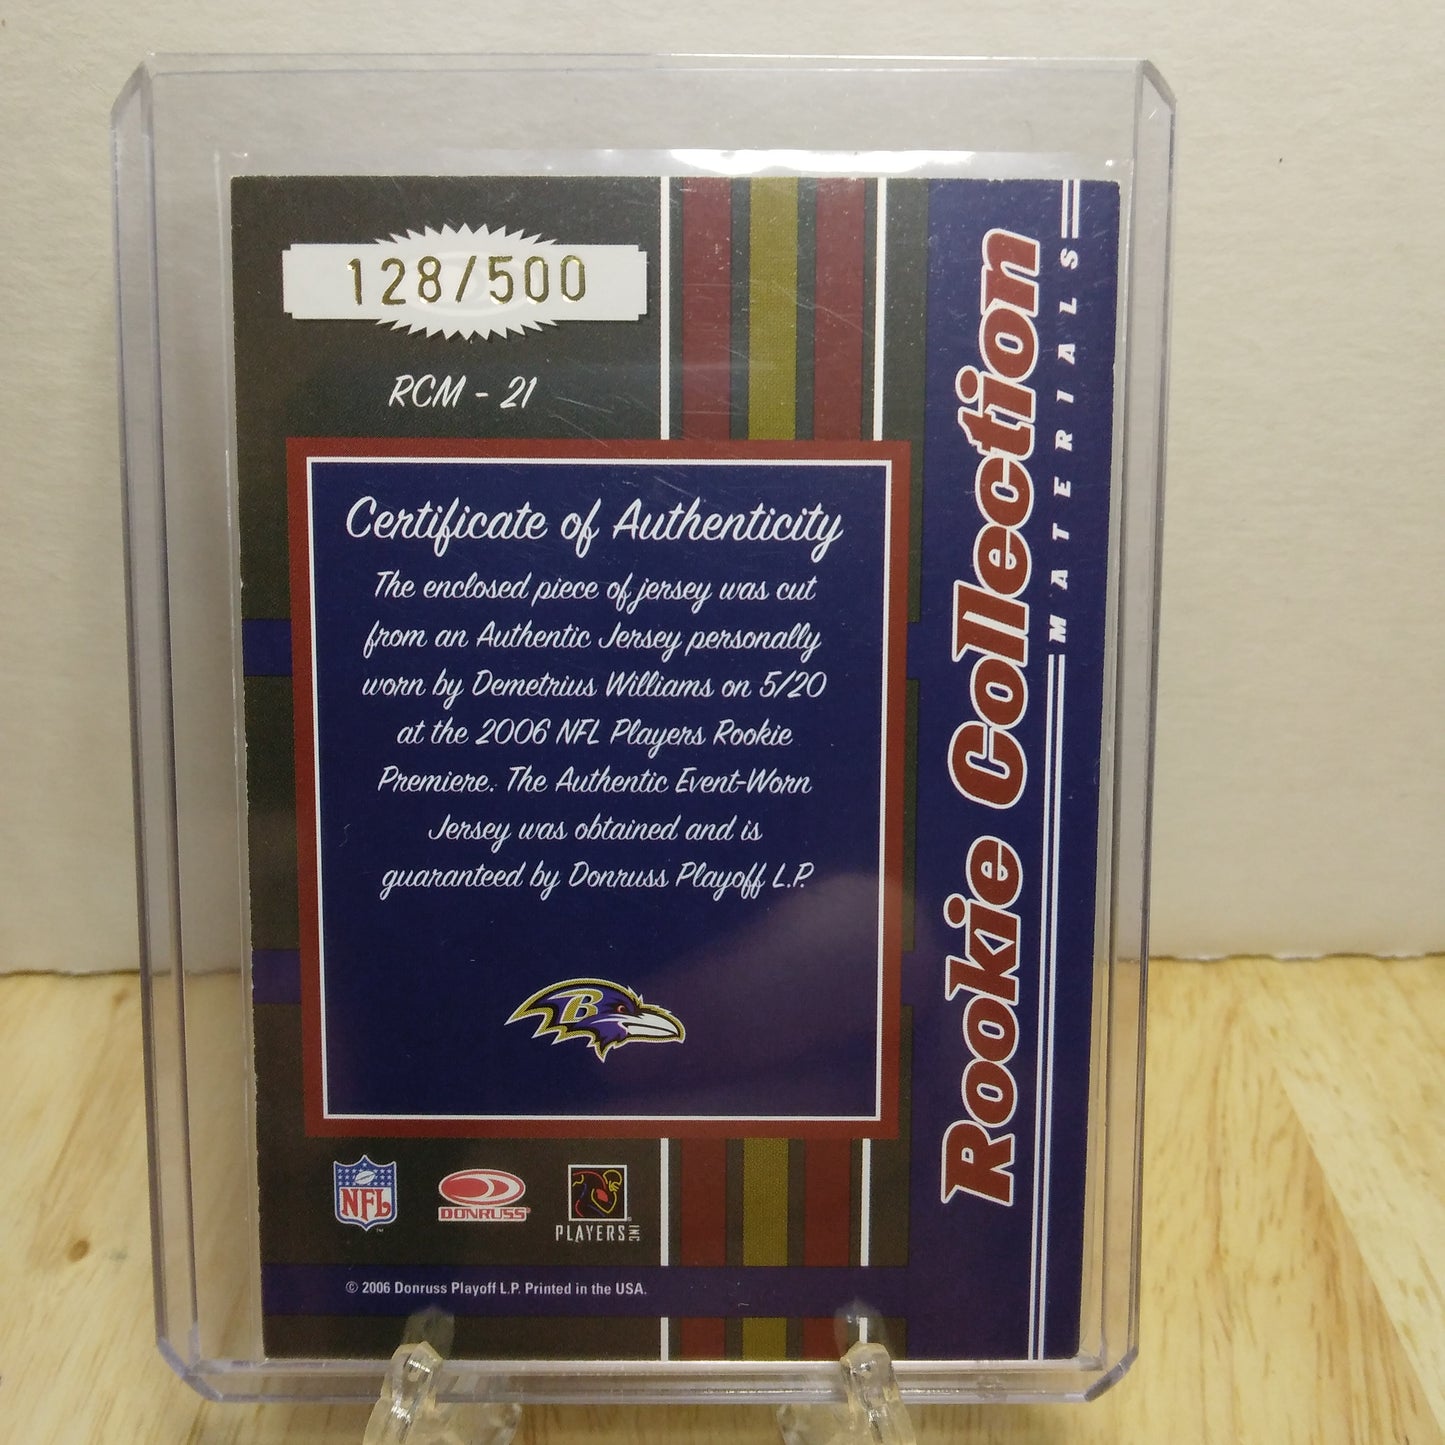 128/500
RCM - 21
Certificate of Authenticity
The enclosed piece of jersey was cut
from an Authentic Jersey personally
worn by Demetrius Williams on 5/20
at the 2006 NFL Players Rookie
Premiere. The Authentic Event-Worn
Jersey was obtained and is
guaranteed by Donruss Playoff L.P.
B
NFL
DONRUSS
PLAYERS INC
© 2006 Donruss Playoff L.P. Printed in the USA.
Rookie Collection
MATERIALS